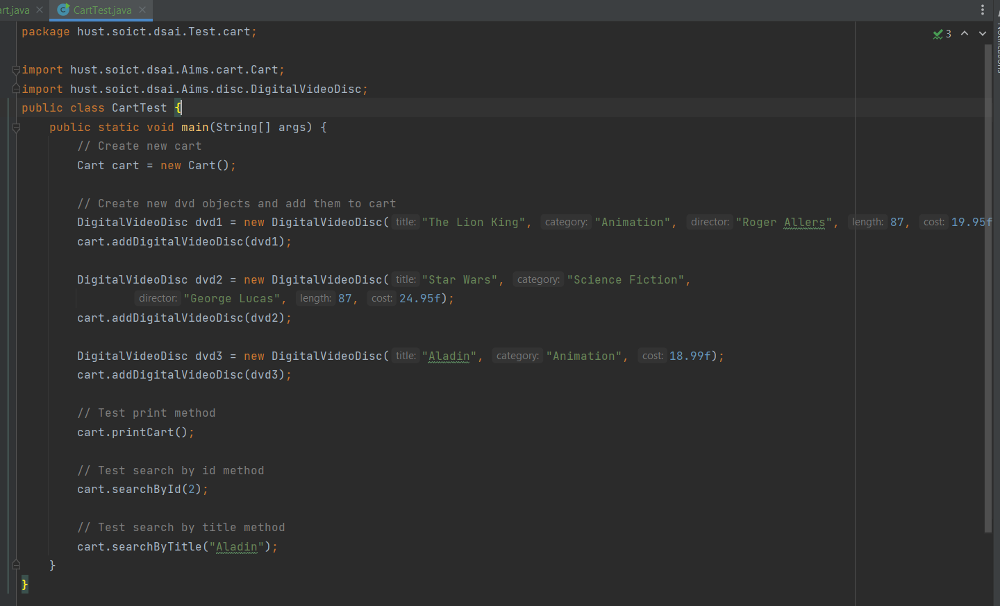 art.java CartTest.java
package hust.soict.dsai.Test.cart;
3
import hust.soict.dsai.Aims.cart.Cart;
import hust.soict.dsai.Aims.disc.DigitalVideoDisc;
public class CartTest {
public static void main(String[] args) {
// Create new cart
Cart cart = new Cart();
// Create new dvd objects and add them to cart
DigitalVideoDisc dvd1 = new DigitalVideoDisc( title: "The Lion King", category: "Animation", director: "Roger Allers", length: 87, cost: 19.95f
cart.addDigitalVideoDisc(dvd1);
DigitalVideoDisc dvd2 = new DigitalVideoDisc( title: "Star Wars", category: "Science Fiction",
director: "George Lucas", length: 87, cost: 24.95f);
cart.addDigitalVideoDisc(dvd2);
DigitalVideoDisc dvd3 = new DigitalVideoDisc( title: "Aladin", category: "Animation", cost: 18.99f);
cart.addDigitalVideoDisc(dvd3);
// Test print method
cart.printCart();
// Test search by id method
cart.searchById(2);
// Test search by title method
cart.searchByTitle("Aladin");
}
}